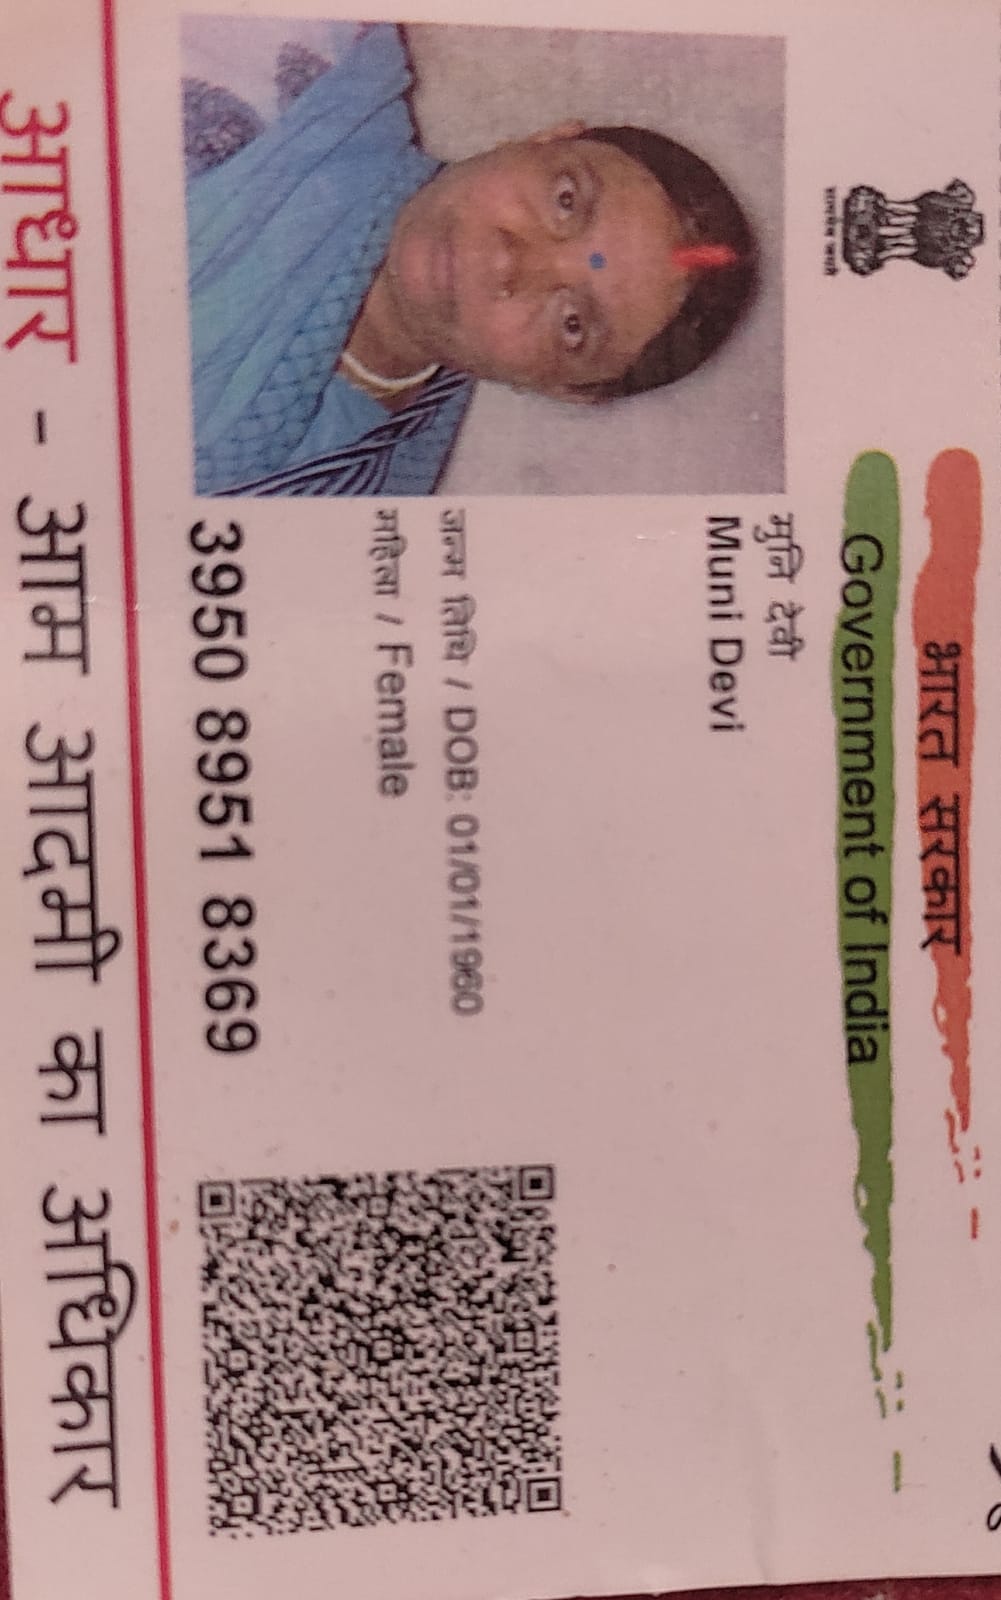 भारत सरकार
Government of India
सत्यमेव जयते
मुनि देवी
Muni Devi
जन्म तिथि / DOB: 01/01/1960
महिला / Female
3950 8951 8369
आधार - आम आदमी का अधिकार